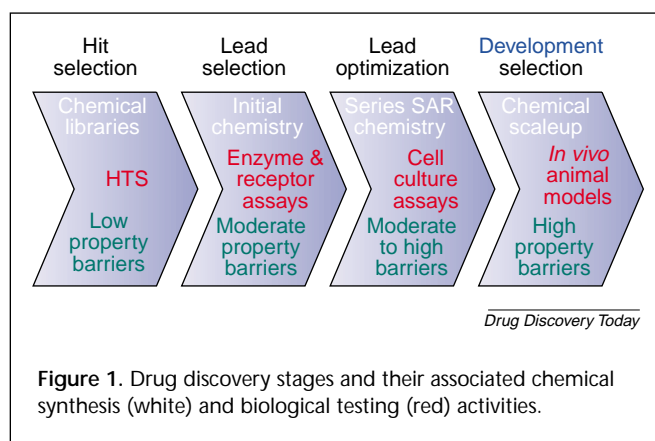 Hit
selection
Lead
selection
Lead
optimization
Development
selection
Chemical
libraries
HTS
Low
property
barriers
Initial
chemistry
Enzyme &
receptor
assays
Moderate
property
barriers
Series SAR
chemistry
Cell
culture
assays
Moderate
to high
barriers
Chemical
scaleup
In vivo
animal
models
High
property
barriers
Drug Discovery Today
Figure 1. Drug discovery stages and their associated chemical
synthesis (white) and biological testing (red) activities.